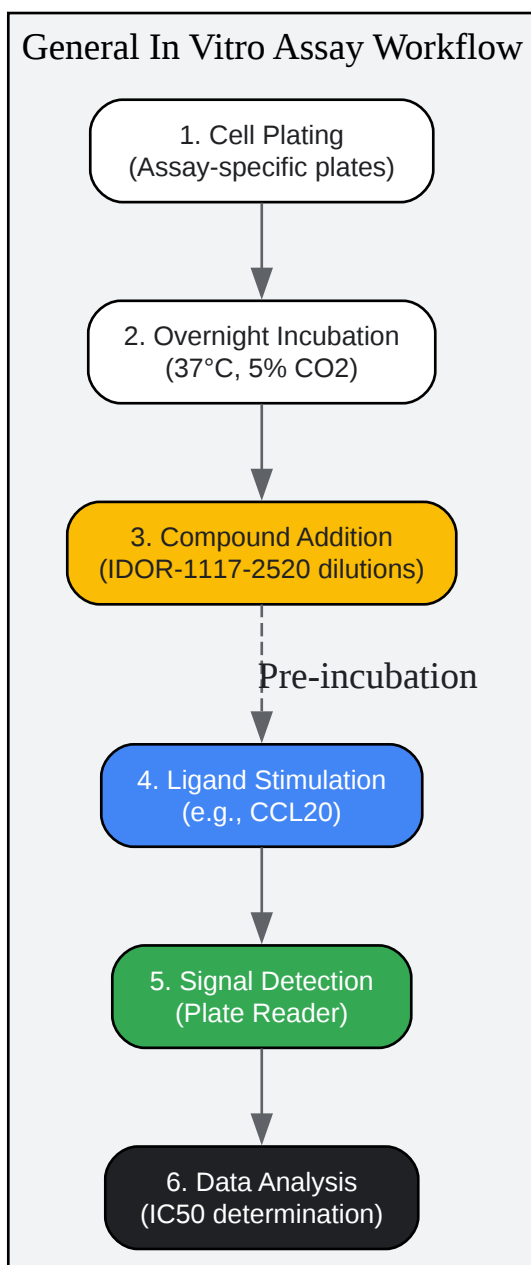 General In Vitro Assay Workflow
1. Cell Plating
(Assay-specific plates)
2. Overnight Incubation
(37°C, 5% CO2)
3. Compound Addition
(IDOR-1117-2520 dilutions)
Pre-incubation
4. Ligand Stimulation
(e.g., CCL20)
5. Signal Detection
(Plate Reader)
6. Data Analysis
(IC50 determination)